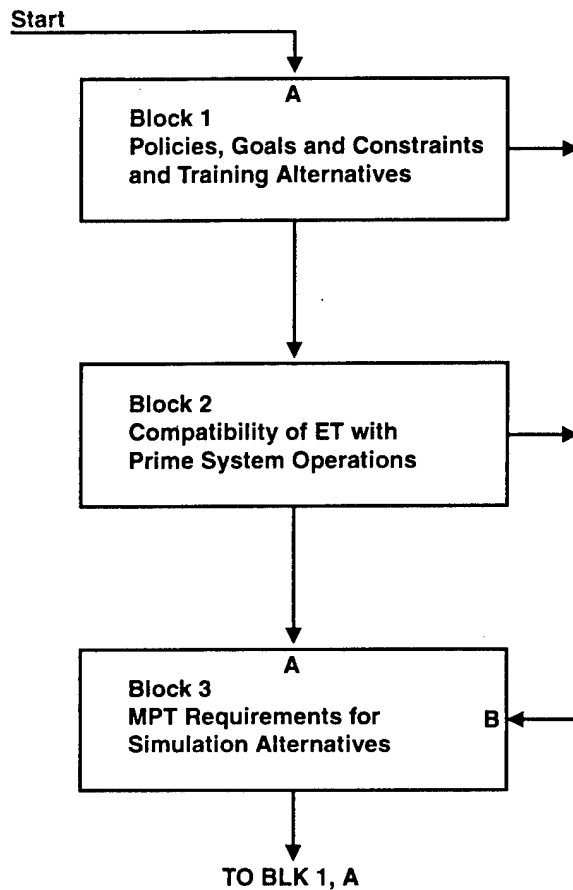 Start
A
Block 1
Policies, Goals and Constraints
and Training Alternatives
Block 2
Compatibility of ET with
Prime System Operations
A
Block 3
MPT Requirements for
B
Simulation Alternatives
TO BLK 1, A